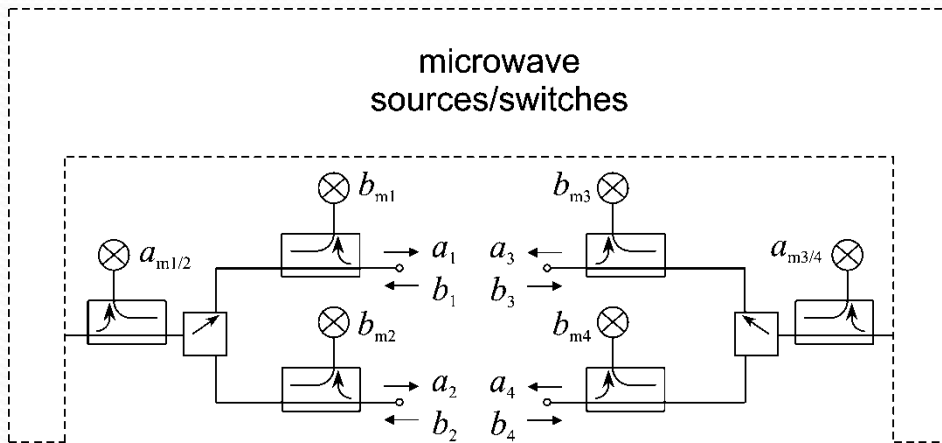 microwave
sources/switches
b_m1
b_m3
a_m1/2
a_1
a_3
a_m3/4
b_1
b_3
b_m2
b_m4
a_2
a_4
b_2
b_4